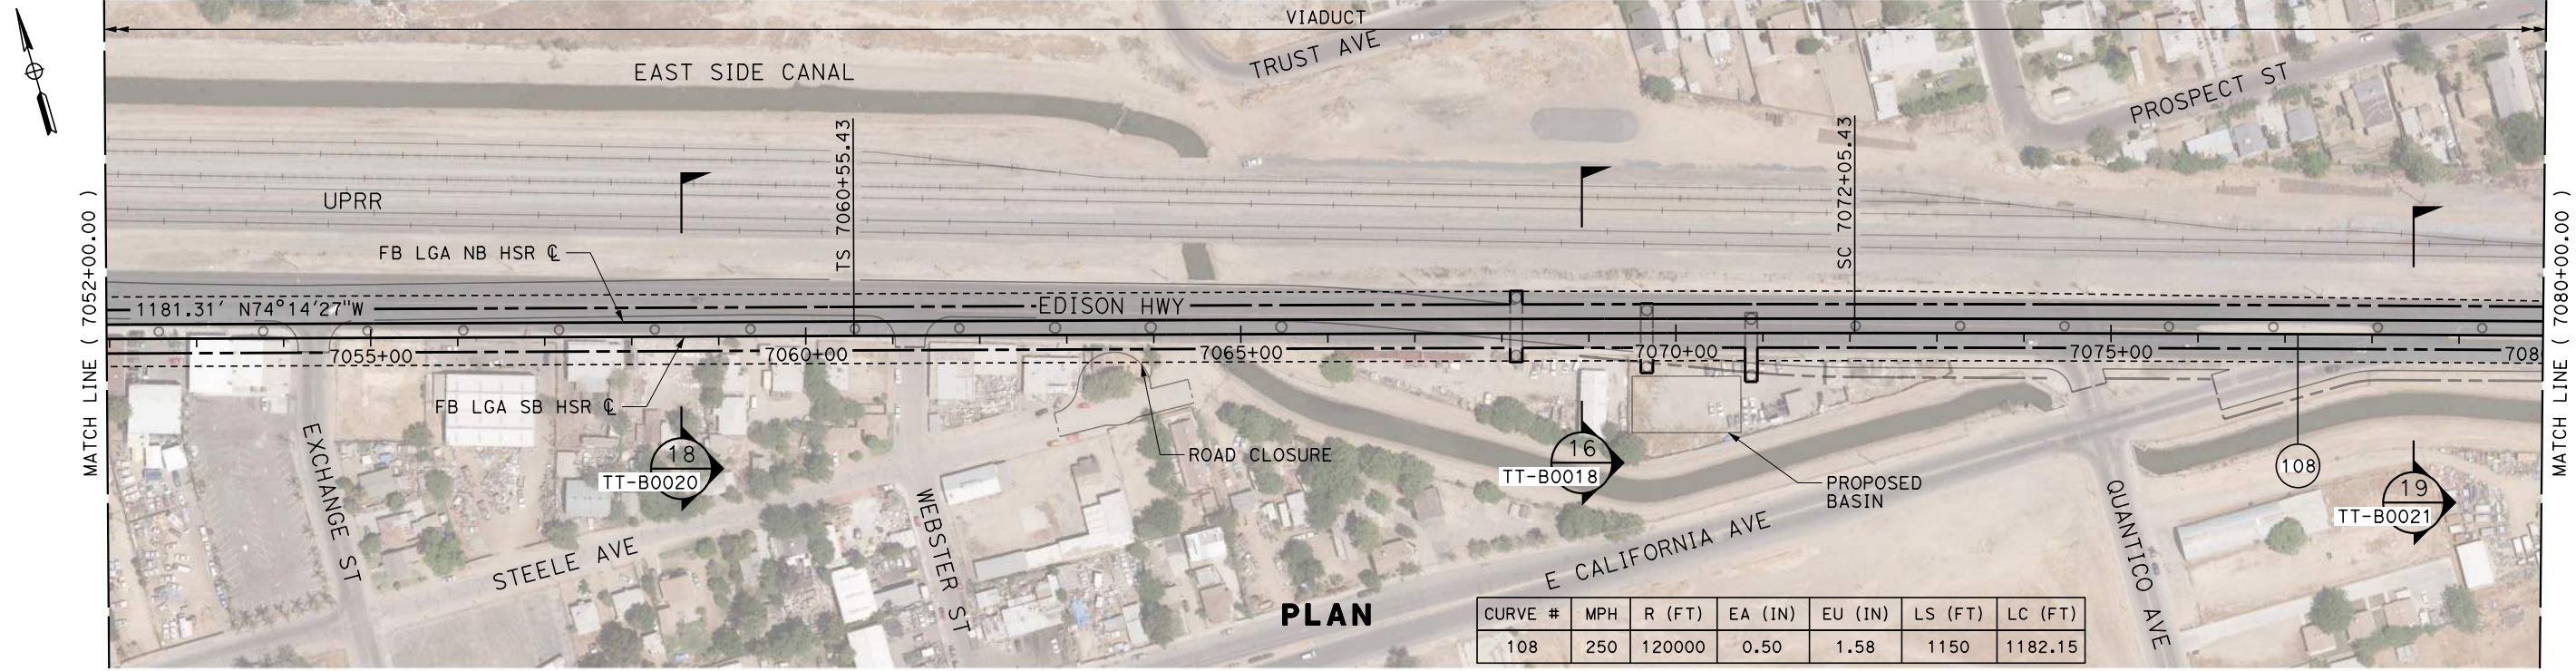 VIADUCT
TRUST AVE
EAST SIDE CANAL
PROSPECT ST
TS 7060+55.43
SC 7072+05.43
UPRR
MATCH LINE ( 7052+00.00 )
MATCH LINE ( 7080+00.00 )
FB LGA NB HSR ℄
1181.31' N74°14'27"W
EDISON HWY
7055+00
7060+00
7065+00
7070+00
7075+00
708
FB LGA SB HSR ℄
EXCHANGE ST
18
TT-B0020
ROAD CLOSURE
16
TT-B0018
PROPOSED
BASIN
108
19
TT-B0021
STEELE AVE
WEBSTER ST
E CALIFORNIA AVE
QUANTICO AVE
PLAN
CURVE # MPH R (FT) EA (IN) EU (IN) LS (FT) LC (FT)
108 250 120000 0.50 1.58 1150 1182.15